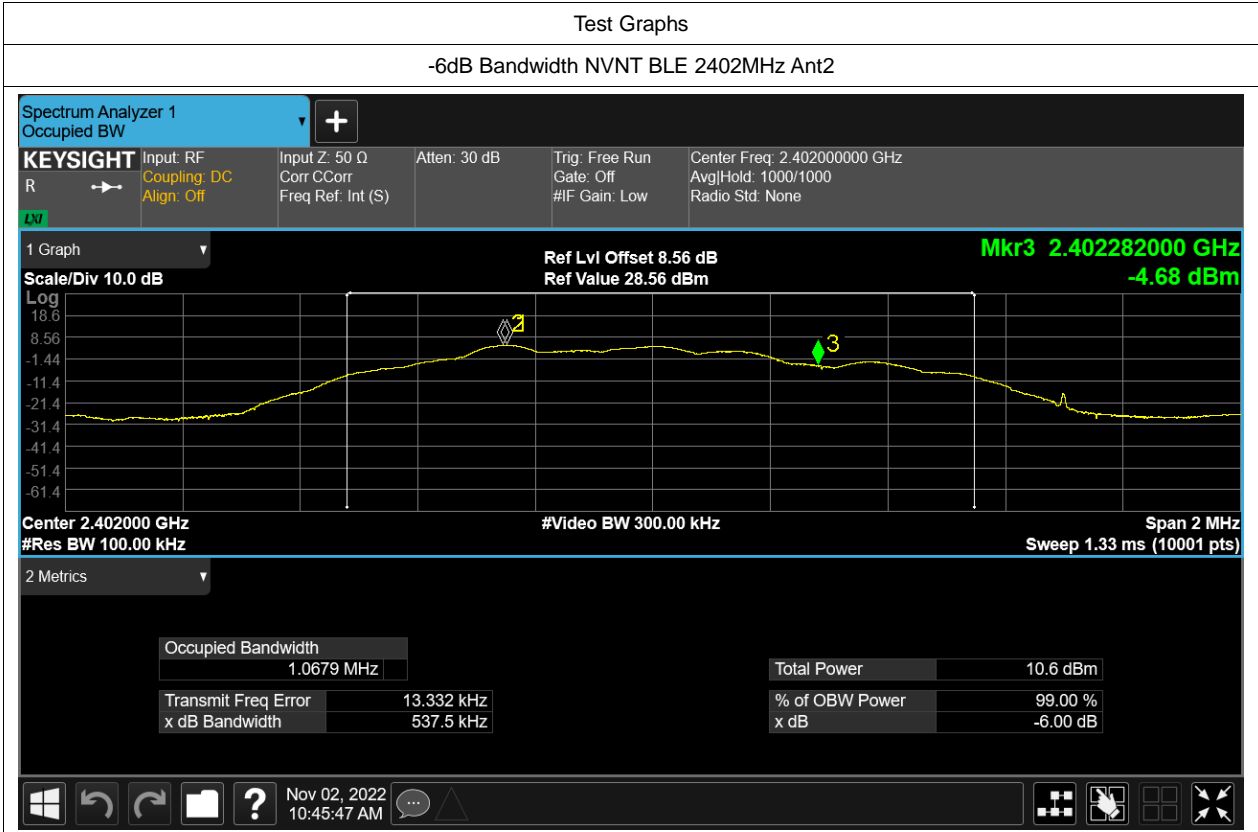 Test Graphs
-6dB Bandwidth NVNT BLE 2402MHz Ant2
Spectrum Analyzer 1
Occupied BW
KEYSIGHT
R
LXI
Input: RF
Coupling: DC
Align: Off
Input Z: 50 Ω
Corr CCorr
Freq Ref: Int (S)
Atten: 30 dB
Trig: Free Run
Gate: Off
#IF Gain: Low
Center Freq: 2.402000000 GHz
Avg|Hold: 1000/1000
Radio Std: None
1 Graph
Scale/Div 10.0 dB
Ref Lvl Offset 8.56 dB
Ref Value 28.56 dBm
Mkr3 2.402282000 GHz
-4.68 dBm
Log
18.6
8.56
-1.44
-11.4
-21.4
-31.4
-41.4
-51.4
-61.4
3
Center 2.402000 GHz
#Res BW 100.00 kHz
#Video BW 300.00 kHz
Span 2 MHz
Sweep 1.33 ms (10001 pts)
2 Metrics
Occupied Bandwidth
1.0679 MHz
Total Power 10.6 dBm
Transmit Freq Error 13.332 kHz
% of OBW Power 99.00 %
x dB Bandwidth 537.5 kHz
x dB -6.00 dB
?
Nov 02, 2022
10:45:47 AM